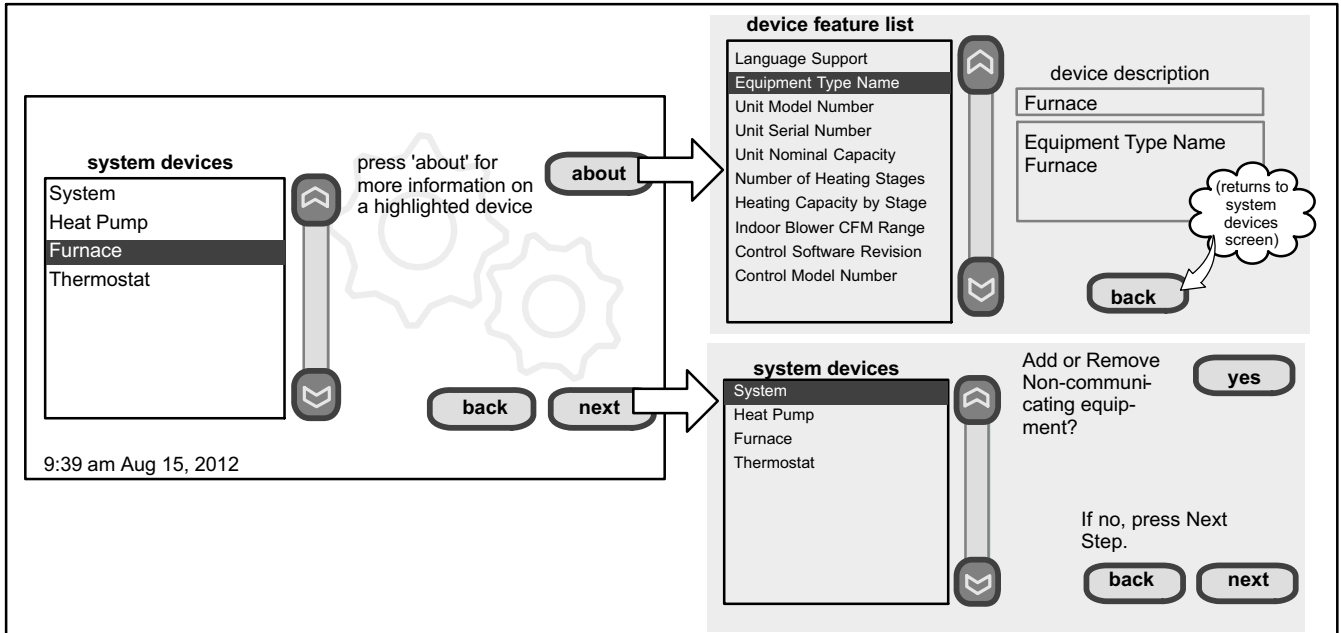 system devices
System
Heat Pump
Furnace
Thermostat
press 'about' for
more information on
a highlighted device
about
back
next
9:39 am Aug 15, 2012
device feature list
Language Support
Equipment Type Name
Unit Model Number
Unit Serial Number
Unit Nominal Capacity
Number of Heating Stages
Heating Capacity by Stage
Indoor Blower CFM Range
Control Software Revision
Control Model Number
device description
Furnace
Equipment Type Name
Furnace
(returns to
system
devices
screen)
back
system devices
System
Heat Pump
Furnace
Thermostat
Add or Remove
Non-communi-
cating equip-
ment?
yes
If no, press Next
Step.
back
next